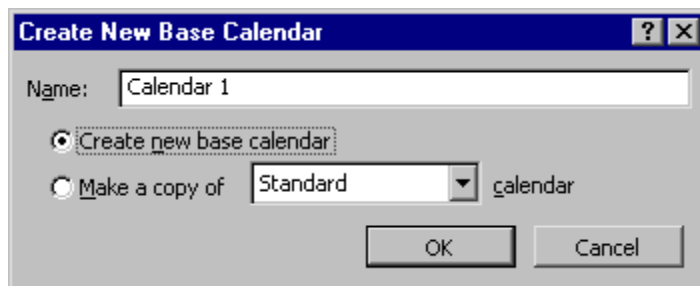 Create New Base Calendar ?
Name: Calendar 1
Create new base calendar
Make a copy of Standard calendar
OK Cancel